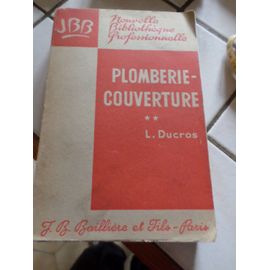 JBB
Nouvelle
Bibliothèque
Professionnelle
PLOMBERIE-
COUVERTURE
**
L. Ducros
J. B. Baillière et Fils - Paris